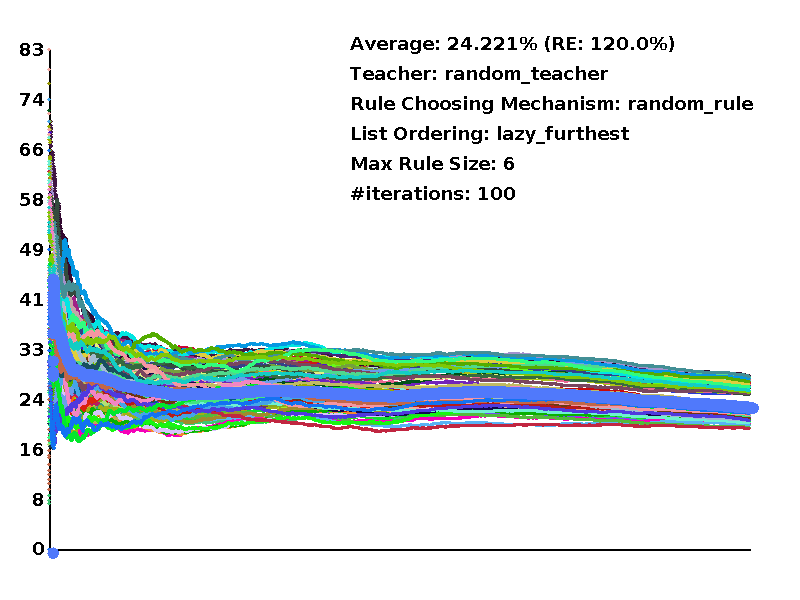 Average: 24.221% (RE: 120.0%)
Teacher: random_teacher
Rule Choosing Mechanism: random_rule
List Ordering: lazy_furthest
Max Rule Size: 6
#iterations: 100
83
74
66
58
49
41
33
24
16
8
0